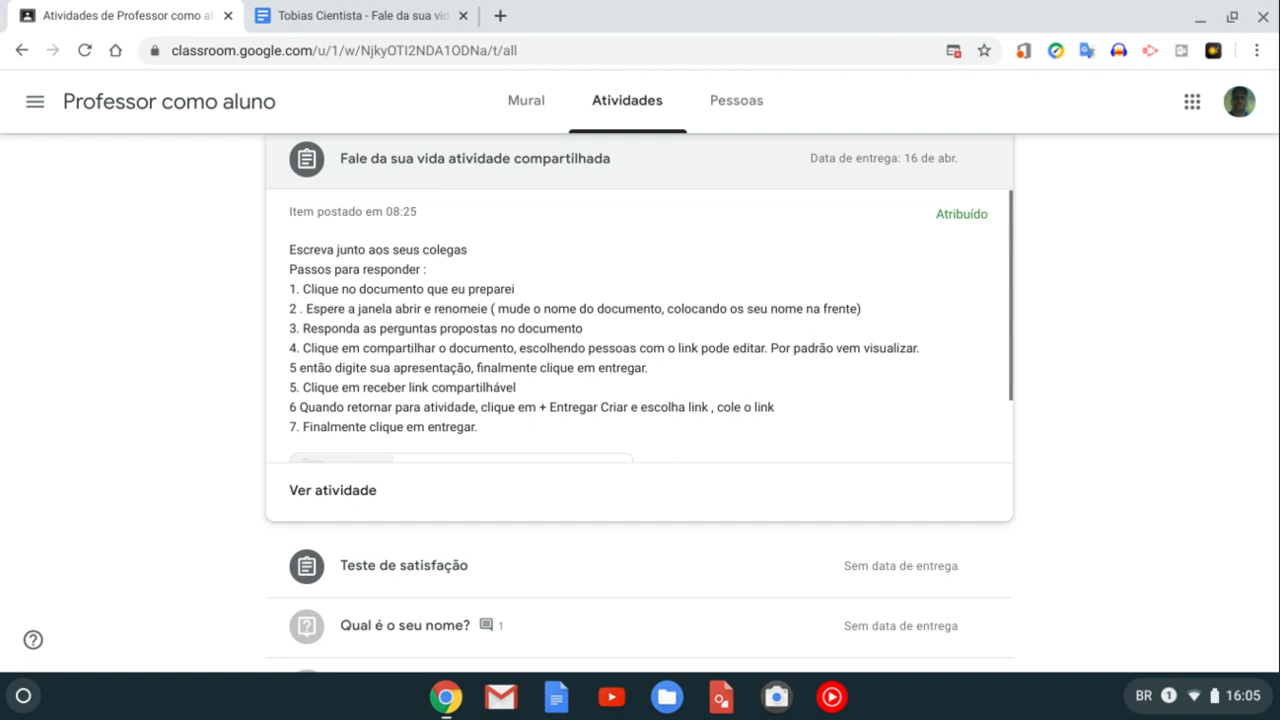 Atividades de Professor como al
Tobias Cientista - Fale da sua vid
classroom.google.com/u/1/w/NjkyOTI2NDA1ODNa/t/all
Professor como aluno
Mural
Atividades
Pessoas
Fale da sua vida atividade compartilhada
Data de entrega: 16 de abr.
Item postado em 08:25
Atribuído
Escreva junto aos seus colegas
Passos para responder :
1. Clique no documento que eu preparei
2 . Espere a janela abrir e renomeie ( mude o nome do documento, colocando os seu nome na frente)
3. Responda as perguntas propostas no documento
4. Clique em compartilhar o documento, escolhendo pessoas com o link pode editar. Por padrão vem visualizar.
5 então digite sua apresentação, finalmente clique em entregar.
5. Clique em receber link compartilhável
6 Quando retornar para atividade, clique em + Entregar Criar e escolha link , cole o link
7. Finalmente clique em entregar.
Ver atividade
Teste de satisfação
Sem data de entrega
Qual é o seu nome?
1
Sem data de entrega
BR
1
16:05